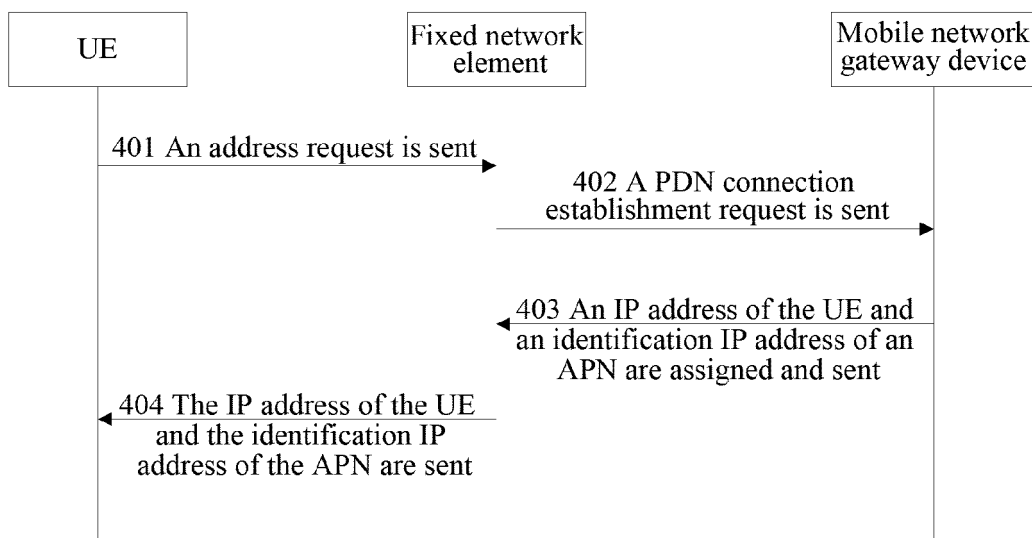 UE
Fixed network
element
Mobile network
gateway device
401 An address request is sent
402 A PDN connection
establishment request is sent
403 An IP address of the UE and
an identification IP address of an
APN are assigned and sent
404 The IP address of the UE
and the identification IP
address of the APN are sent